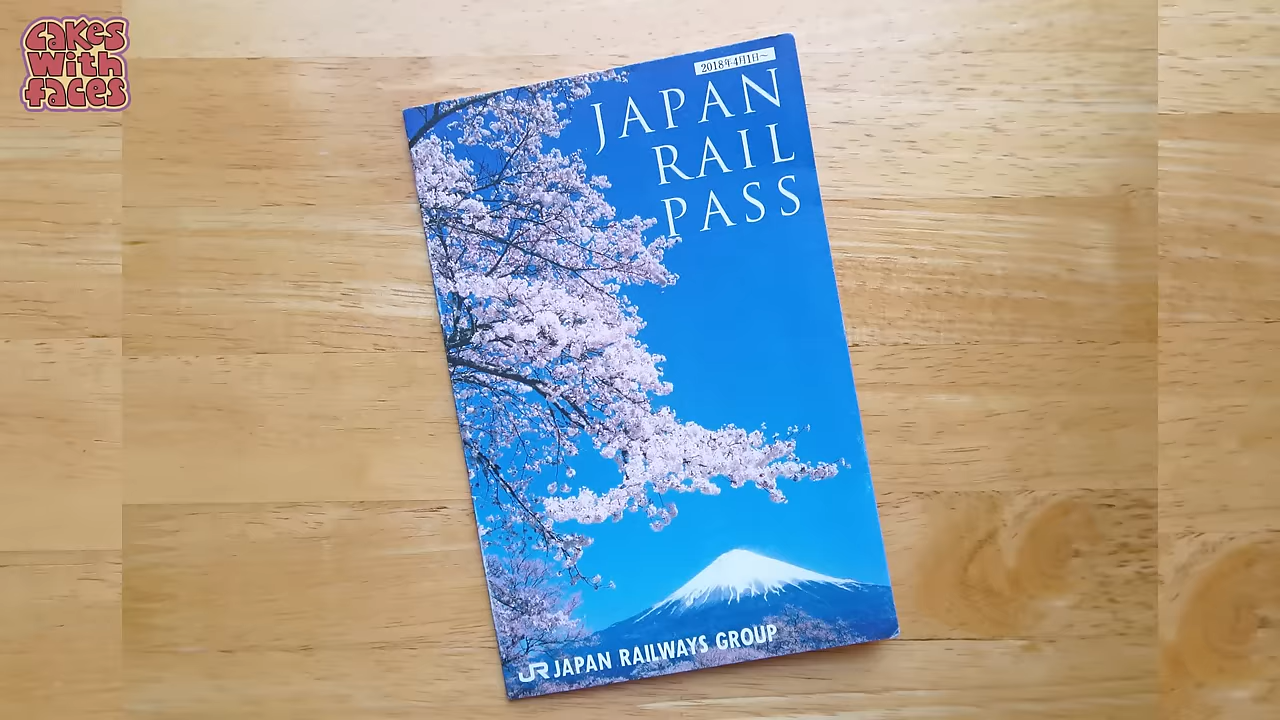 cakes
with
faces
2018年4月1日~
JAPAN
RAIL
PASS
JR JAPAN RAILWAYS GROUP